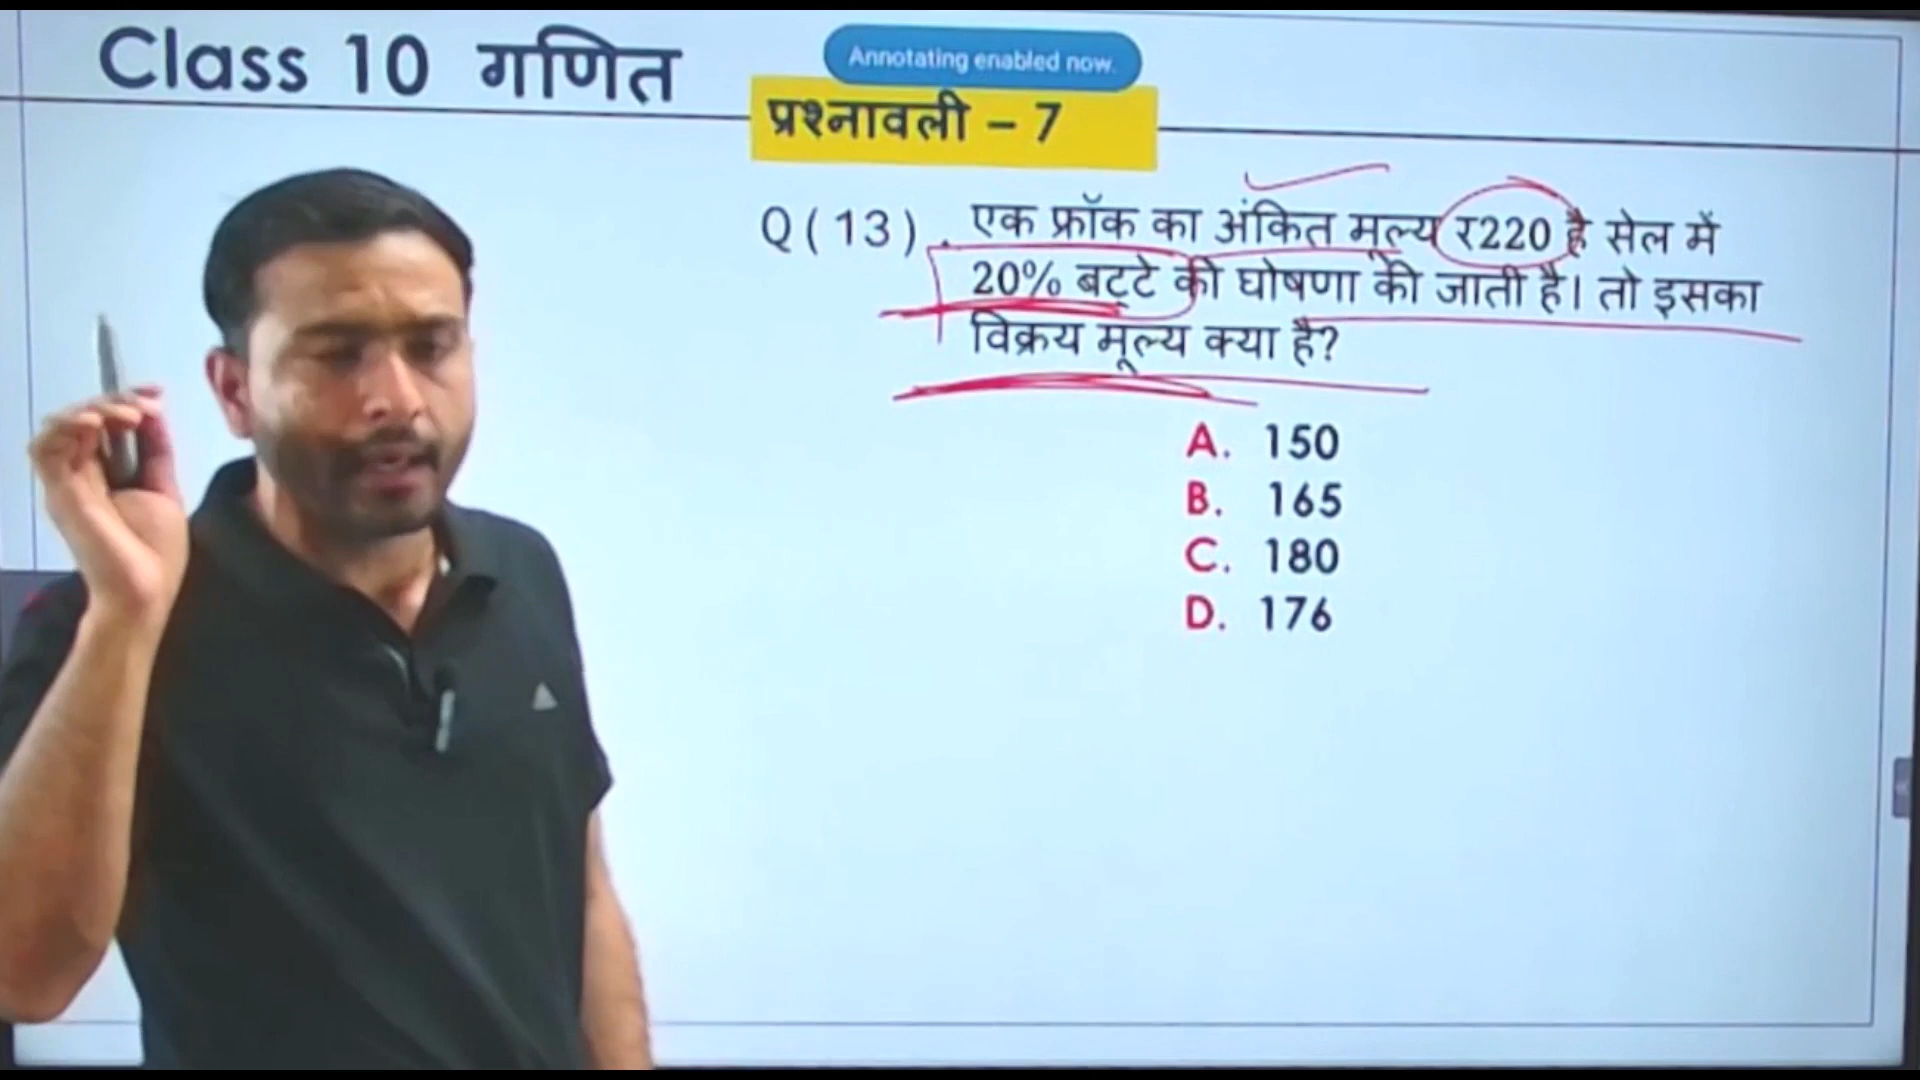 Class 10 गणित
Annotating enabled now.
प्रश्नावली – 7
Q ( 13 ) . एक फ्रॉक का अंकित मूल्य ₹220 है सेल में
20% बट्टे की घोषणा की जाती है। तो इसका
विक्रय मूल्य क्या है?
A. 150
B. 165
C. 180
D. 176